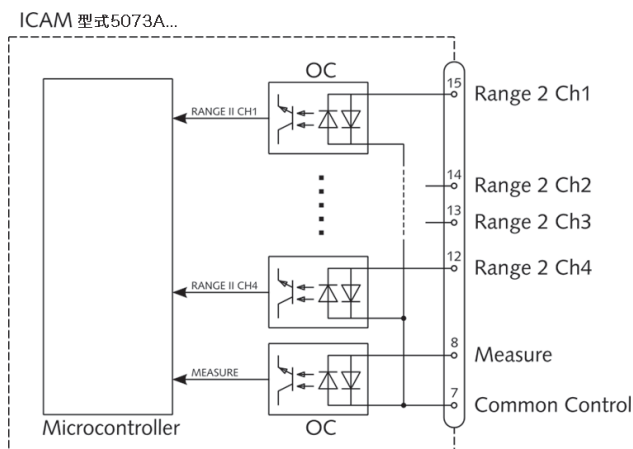 ICAM 型式5073A...
OC
15
Range 2 Ch1
RANGE II CH1
14
Range 2 Ch2
13
Range 2 Ch3
12
Range 2 Ch4
RANGE II CH4
8
Measure
MEASURE
7
Common Control
Microcontroller
OC